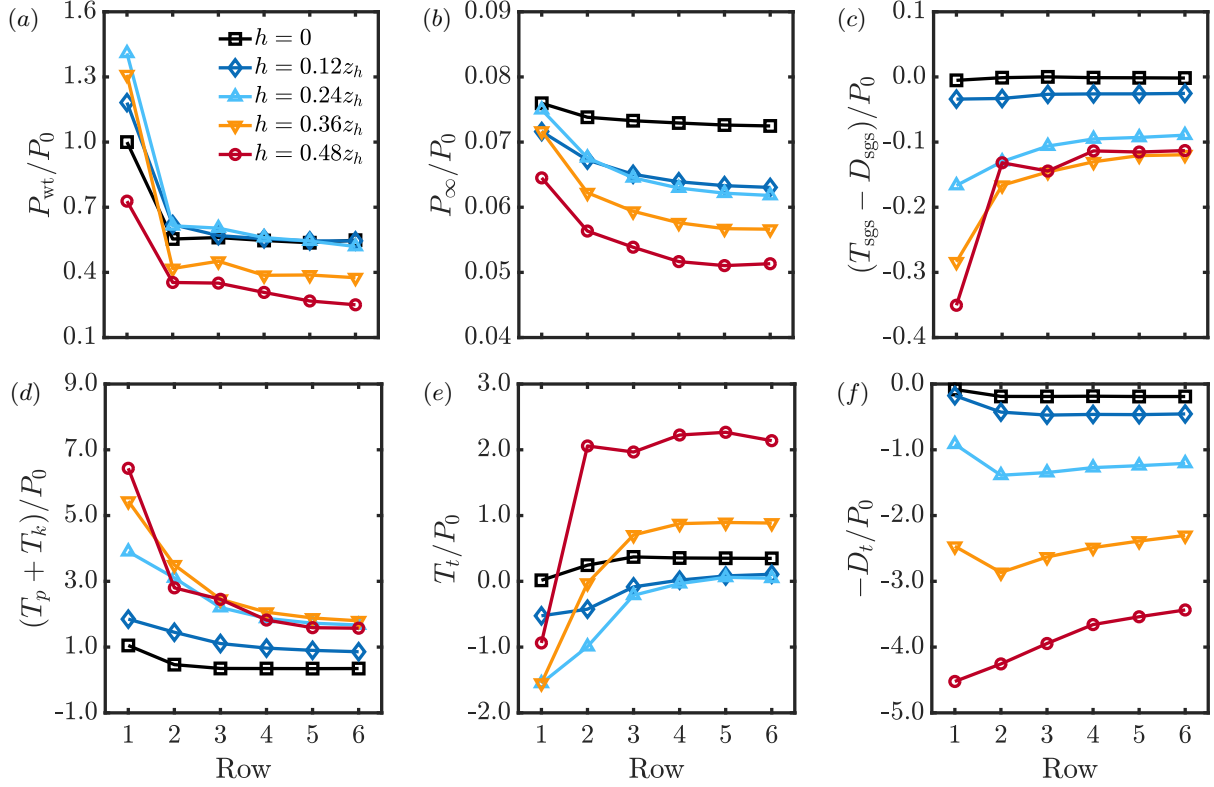 (a)
1.6
1.3
1.0
0.7
0.4
0.1
P_wt/P_0
h = 0
h = 0.12z_h
h = 0.24z_h
h = 0.36z_h
h = 0.48z_h
(b)
0.09
0.08
0.07
0.06
0.05
0.04
P_∞/P_0
(c)
0.1
0.0
-0.1
-0.2
-0.3
-0.4
(T_sgs − D_sgs)/P_0
(d)
9.0
7.0
5.0
3.0
1.0
-1.0
(T_p + T_k)/P_0
1 2 3 4 5 6
Row
(e)
3.0
2.0
1.0
0.0
-1.0
-2.0
T_t/P_0
1 2 3 4 5 6
Row
(f)
0.0
-1.0
-2.0
-3.0
-4.0
-5.0
−D_t/P_0
1 2 3 4 5 6
Row